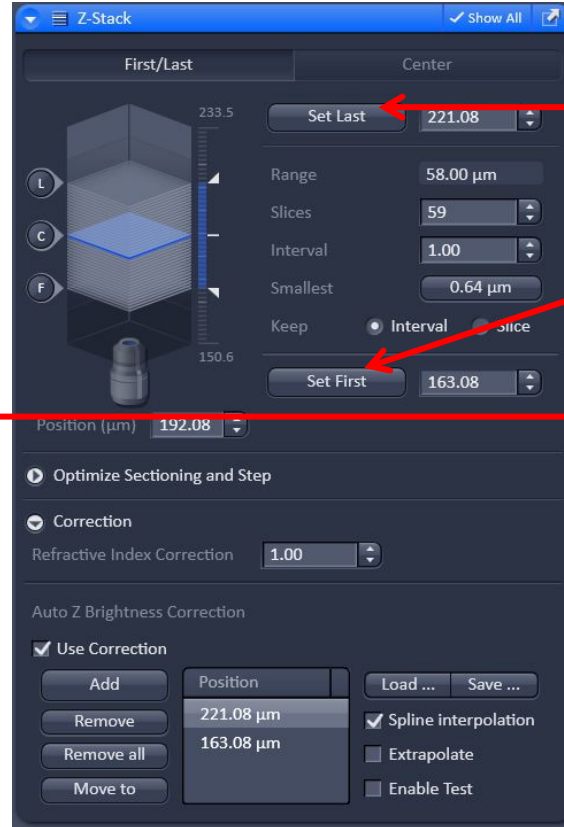 Z-Stack Show All
First/Last Center
233.5 Set Last 221.08
L Range 58.00 µm
Slices 59
C Interval 1.00
F Smallest 0.64 µm
Keep Interval Slice
150.6 Set First 163.08
Position (µm) 192.08
Optimize Sectioning and Step
Correction
Refractive Index Correction 1.00
Auto Z Brightness Correction
Use Correction
Add Position Load ... Save ...
Remove 221.08 µm Spline interpolation
Remove all 163.08 µm Extrapolate
Move to Enable Test